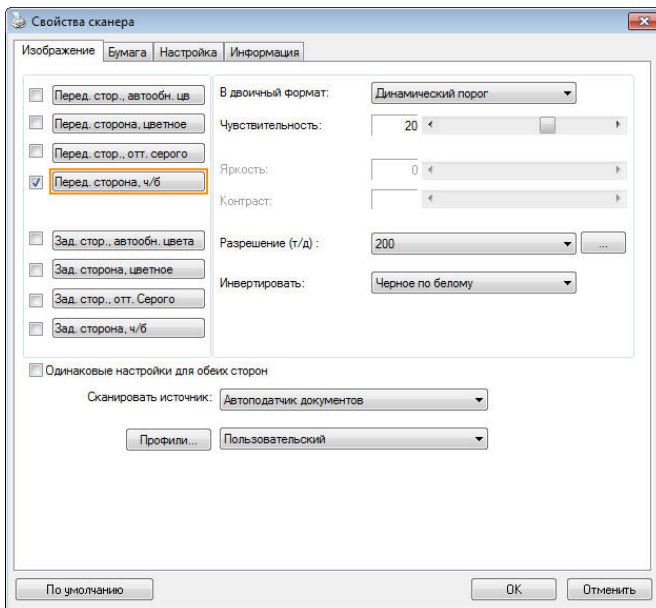 Свойства сканера
Изображение Бумага Настройка Информация
Перед. стор., автообн. цв
Перед. сторона, цветное
Перед. стор., отт. серого
Перед. сторона, ч/б
Зад. стор., автообн. цвета
Зад. сторона, цветное
Зад. стор., отт. Серого
Зад. сторона, ч/б
В двоичный формат: Динамический порог
Чувствительность: 20
Яркость: 0
Контраст:
Разрешение (т/д) : 200 ...
Инвертировать: Черное по белому
Одинаковые настройки для обеих сторон
Сканировать источник: Автоподатчик документов
Профили... Пользовательский
По умолчанию OK Отменить